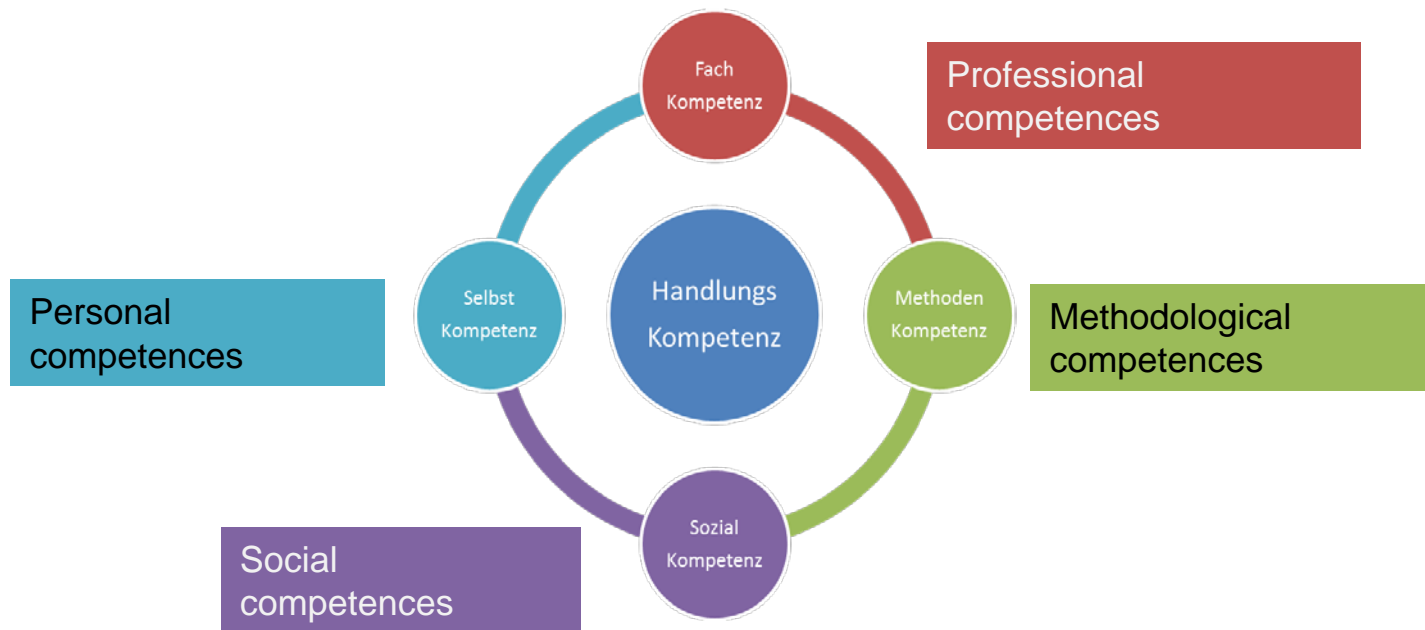 Fach
Kompetenz
Professional
competences
Personal
competences
Selbst
Kompetenz
Handlungs
Kompetenz
Methoden
Kompetenz
Methodological
competences
Sozial
Kompetenz
Social
competences